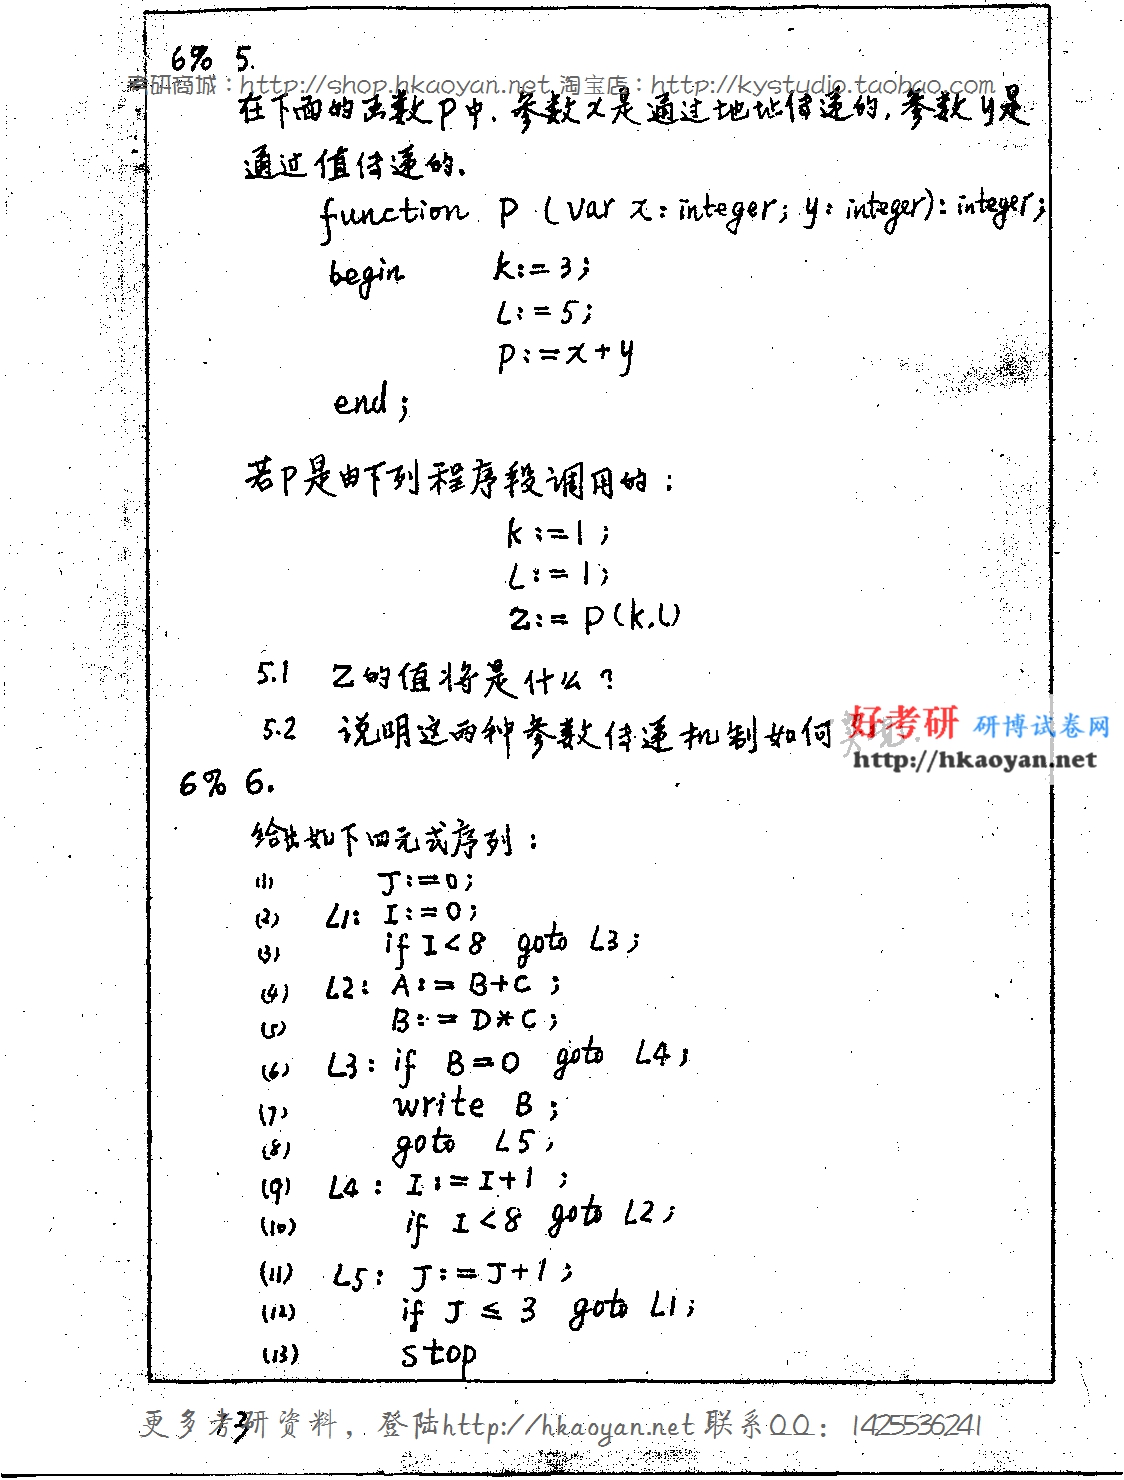 6% 5.
考研商城：http://shop.hkaoyan.net 淘宝店：http://kystudio.taobao.com
在下面的函数P中，参数x是通过地址传递的，参数y是
通过值传递的.
function P (var x: integer; y: integer): integer;
begin k:=3;
L:=5;
P:=x+y
end;
若P是由下列程序段调用的：
k:=1;
L:=1;
Z:=P(k,L)
5.1 Z的值将是什么？
5.2 说明这两种参数传递机制如何实现.
好考研 研博试卷网
http://hkaoyan.net
6% 6.
给出如下四元式序列：
(1) J:=0;
(2) L1: I:=0;
(3) if I<8 goto L3;
(4) L2: A:=B+C;
(5) B:=D*C;
(6) L3: if B=0 goto L4;
(7) write B;
(8) goto L5;
(9) L4: I:=I+1;
(10) if I<8 goto L2;
(11) L5: J:=J+1;
(12) if J≤3 goto L1;
(13) stop
更多考研资料，登陆http://hkaoyan.net 联系QQ：1425536241
3